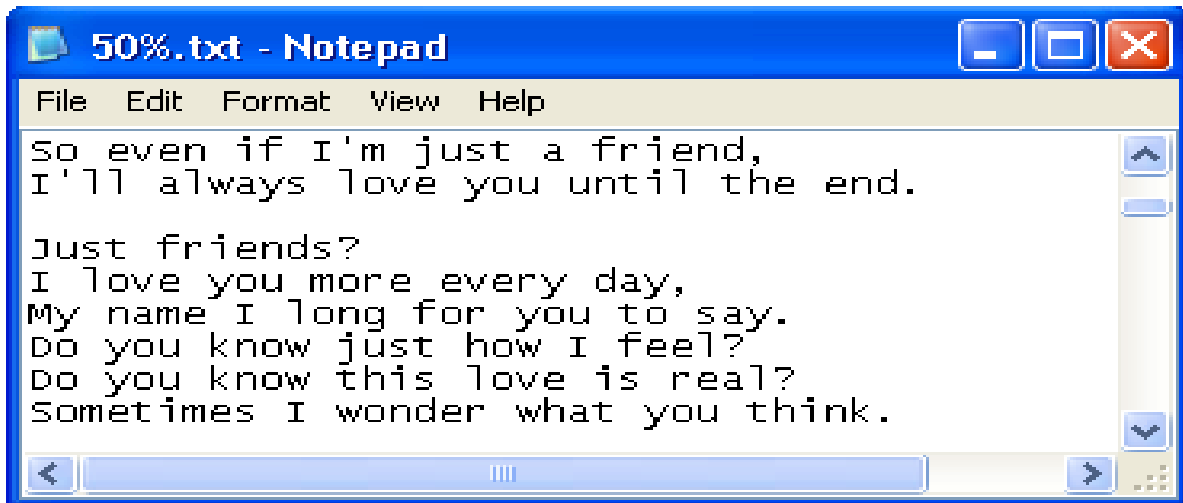 50%.txt - Notepad
File Edit Format View Help
So even if I'm just a friend,
I'll always love you until the end.

Just friends?
I love you more every day,
My name I long for you to say.
Do you know just how I feel?
Do you know this love is real?
Sometimes I wonder what you think.